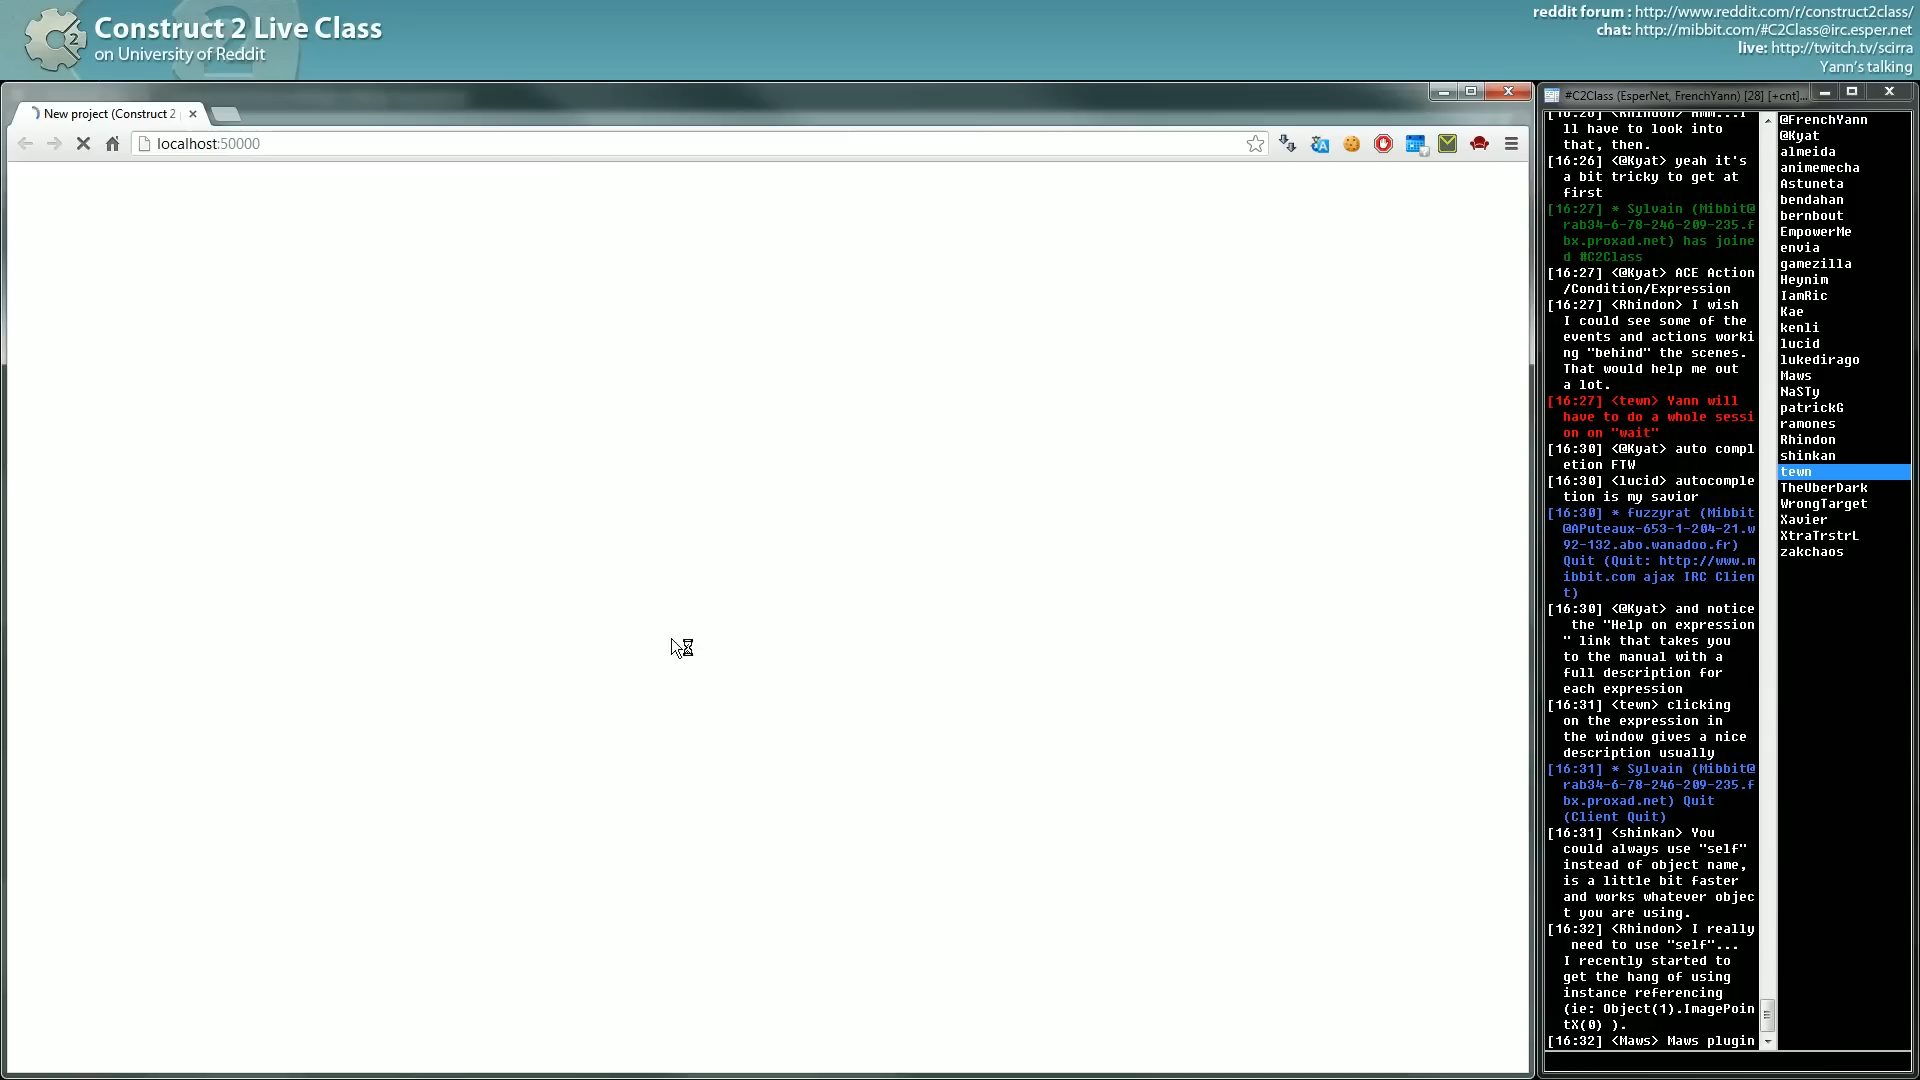 Construct 2 Live Class
on University of Reddit
reddit forum : http://www.reddit.com/r/construct2class/
chat: http://mibbit.com/#C2Class@irc.esper.net
live: http://twitch.tv/scirra
Yann's talking
New project (Construct 2
localhost:50000
#C2Class (EsperNet, FrenchYann) [28] [+cnt]...
[16:26] <Rhindon> Hmm...I
ll have to look into
that, then.
[16:26] <@Kyat> yeah it's
a bit tricky to get at
first
[16:27] * Sylvain (Mibbit@
rab34-6-78-246-209-235.f
bx.proxad.net) has joine
d #C2Class
[16:27] <@Kyat> ACE Action
/Condition/Expression
[16:27] <Rhindon> I wish
I could see some of the
events and actions worki
ng "behind" the scenes.
That would help me out
a lot.
[16:27] <tewn> Yann will
have to do a whole sessi
on on "wait"
[16:30] <@Kyat> auto compl
etion FTW
[16:30] <lucid> autocomple
tion is my savior
[16:30] * fuzzyrat (Mibbit
@APuteaux-653-1-204-21.w
92-132.abo.wanadoo.fr)
Quit (Quit: http://www.m
ibbit.com ajax IRC Clien
t)
[16:30] <@Kyat> and notice
the "Help on expression
" link that takes you
to the manual with a
full description for
each expression
[16:31] <tewn> clicking
on the expression in
the window gives a nice
description usually
[16:31] * Sylvain (Mibbit@
rab34-6-78-246-209-235.f
bx.proxad.net) Quit
(Client Quit)
[16:31] <shinkan> You
could always use "self"
instead of object name,
is a little bit faster
and works whatever objec
t you are using.
[16:32] <Rhindon> I really
need to use "self"...
I recently started to
get the hang of using
instance referencing
(ie: Object(1).ImagePoin
tX(0) ).
[16:32] <Maws> Maws plugin
@FrenchYann
@Kyat
almeida
animemecha
Astuneta
bendahan
bernbout
EmpowerMe
envia
gamezilla
Heynim
IamRic
Kae
kenli
lucid
lukedirago
Maws
NaSTy
patrickG
ramones
Rhindon
shinkan
tewn
TheUberDark
WrongTarget
Xavier
XtraTrstrL
zakchaos